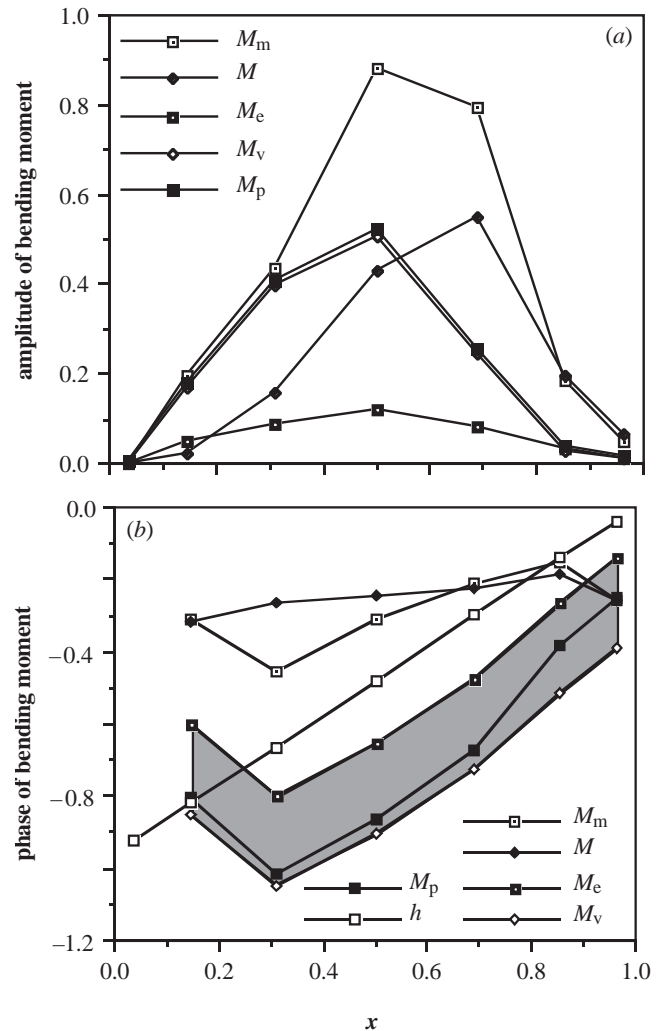 1.0
0.8
0.6
0.4
0.2
0.0
amplitude of bending moment
(a)
Mm
M
Me
Mv
Mp
0.0
−0.4
−0.8
−1.2
phase of bending moment
(b)
Mm
M
Mp Me
h Mv
0.0 0.2 0.4 0.6 0.8 1.0
x